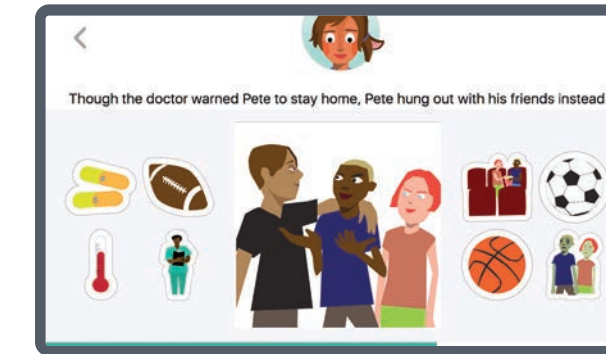 Though the doctor warned Pete to stay home, Pete hung out with his friends instead